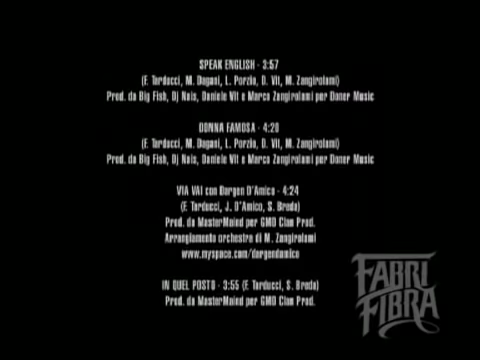 SPEAK ENGLISH - 3:57
(F. Tarducci, M. Dagani, L. Porzio, D. Vit, M. Zangirolami)
Prod. da Big Fish, Dj Nais, Daniele Vit e Marco Zangirolami per Doner Music
DONNA FAMOSA - 4:20
(F. Tarducci, M. Dagani, L. Porzio, D. Vit, M. Zangirolami)
Prod. da Big Fish, Dj Nais, Daniele Vit e Marco Zangirolami per Doner Music
VIA VAI con Dargen D'Amico - 4:24
(F. Tarducci, J. D'Amico, S. Breda)
Prod. da MasterMaind per GMD Clan Prod.
Arrangiamento orchestra di M. Zangirolami
www.myspace.com/dargendamico
IN QUEL POSTO - 3:55 (F. Tarducci, S. Breda)
Prod. da MasterMaind per GMD Clan Prod.
FABRI
FIBRA